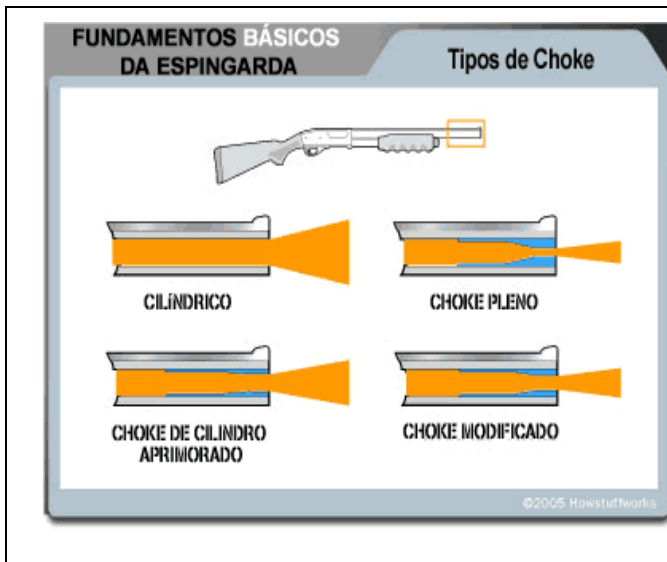 FUNDAMENTOS BÁSICOS
DA ESPINGARDA
Tipos de Choke
CILÍNDRICO
CHOKE PLENO
CHOKE DE CILINDRO
APRIMORADO
CHOKE MODIFICADO
©2005 Howstuffworks